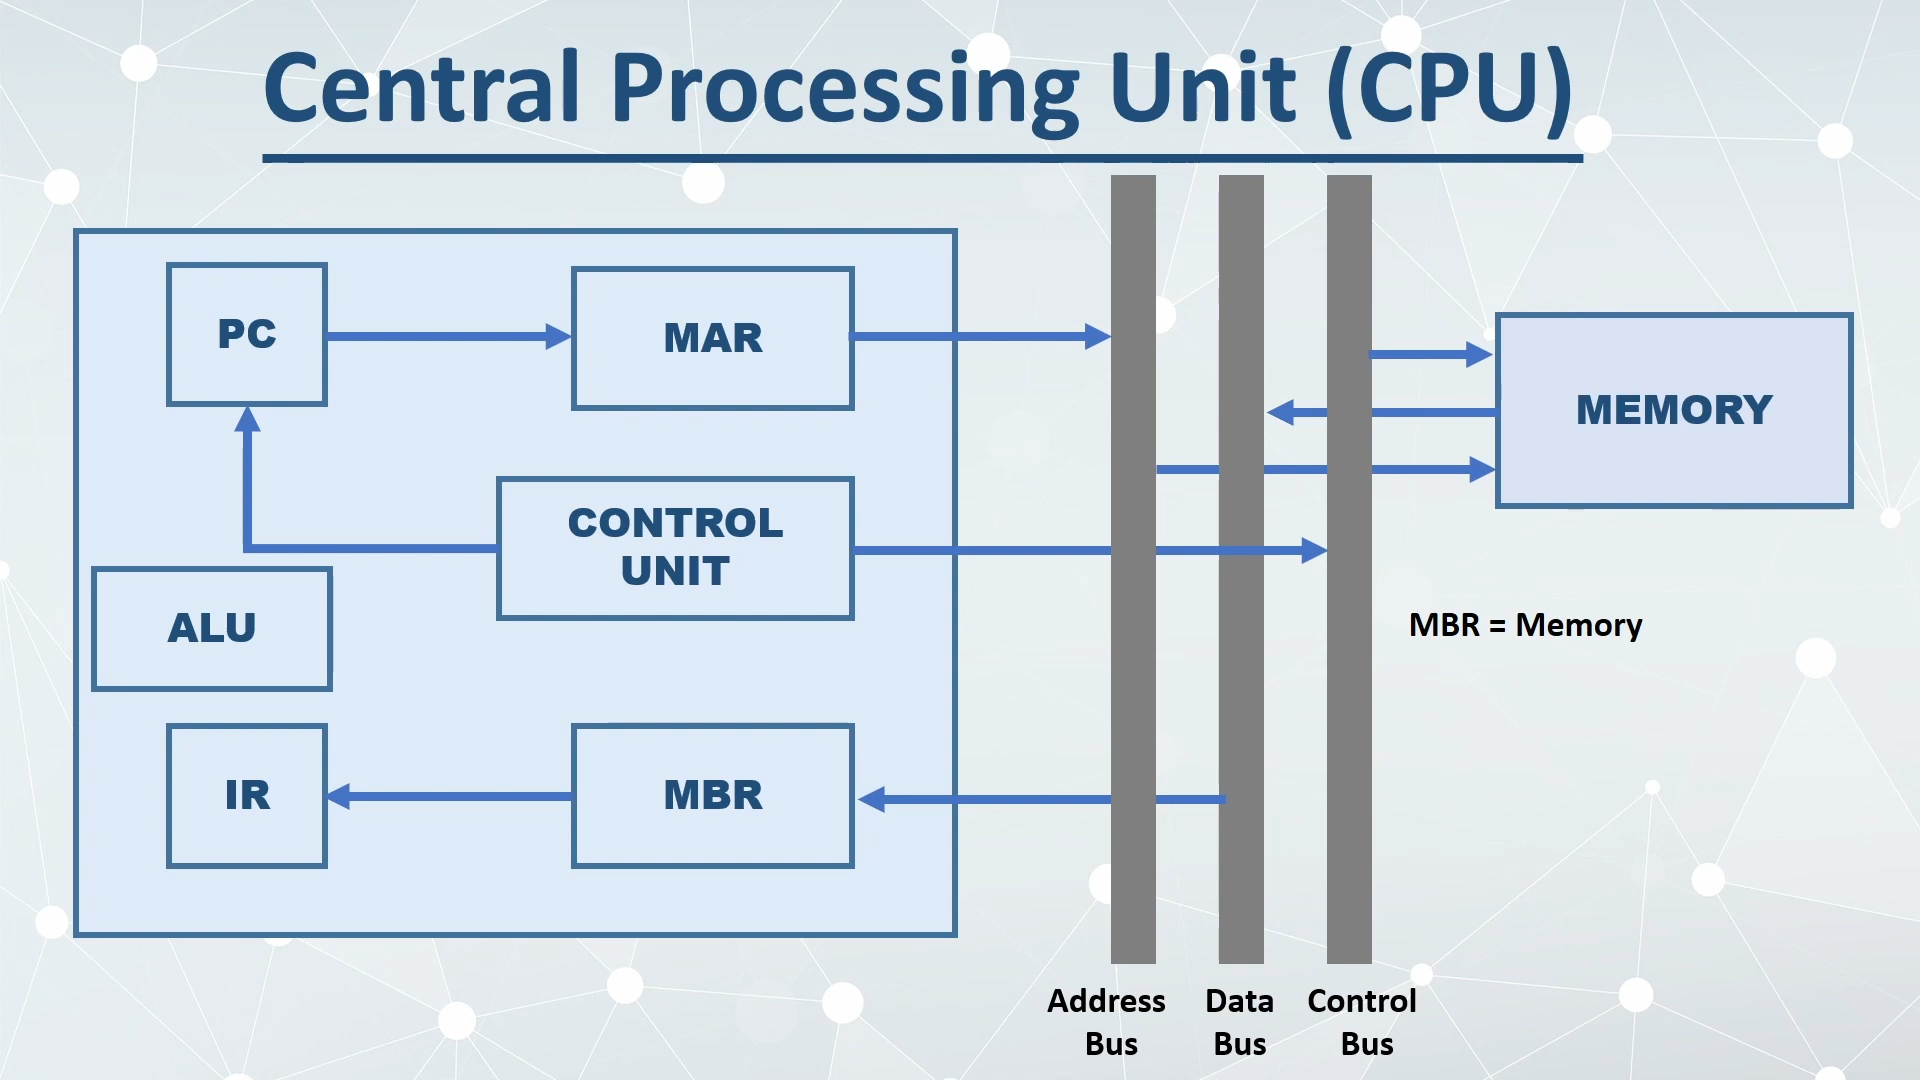 Central Processing Unit (CPU)
PC
MAR
MEMORY
CONTROL
UNIT
ALU
MBR = Memory
IR
MBR
Address
Bus
Data
Bus
Control
Bus